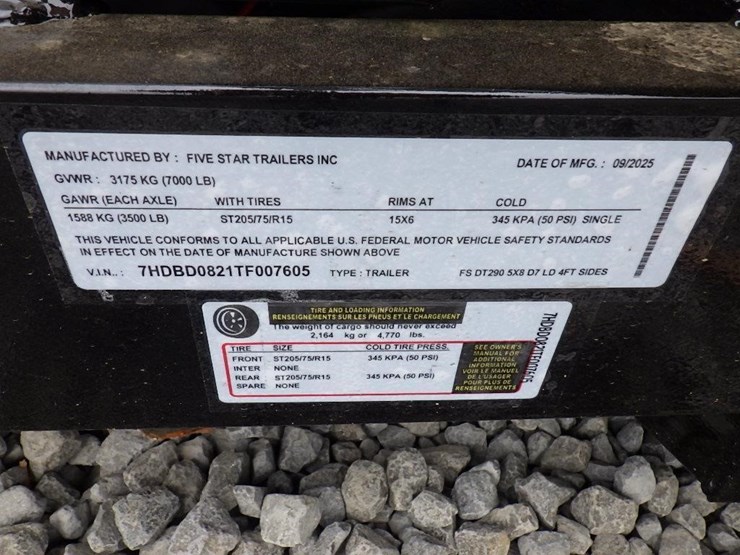 MANUFACTURED BY : FIVE STAR TRAILERS INC DATE OF MFG. : 09/2025
GVWR : 3175 KG (7000 LB)
GAWR (EACH AXLE) WITH TIRES RIMS AT COLD
1588 KG (3500 LB) ST205/75/R15 15X6 345 KPA (50 PSI) SINGLE
THIS VEHICLE CONFORMS TO ALL APPLICABLE U.S. FEDERAL MOTOR VEHICLE SAFETY STANDARDS
IN EFFECT ON THE DATE OF MANUFACTURE SHOWN ABOVE
V.I.N.. : 7HDBD0821TF007605 TYPE : TRAILER FS DT290 5X8 D7 LD 4FT SIDES
TIRE AND LOADING INFORMATION
RENSEIGNEMENTS SUR LES PNEUS ET LE CHARGEMENT
The weight of cargo should never exceed
2,164 kg or 4,770 lbs.
TIRE SIZE COLD TIRE PRESS.
FRONT ST205/75/R15 345 KPA (50 PSI)
INTER NONE
REAR ST205/75/R15 345 KPA (50 PSI)
SPARE NONE
SEE OWNER'S
MANUAL FOR
ADDITIONAL
INFORMATION
VOIR LE MANUEL
DE L'USAGER
POUR PLUS DE
RENSEIGNEMENTS
7HDBD0821TF007605